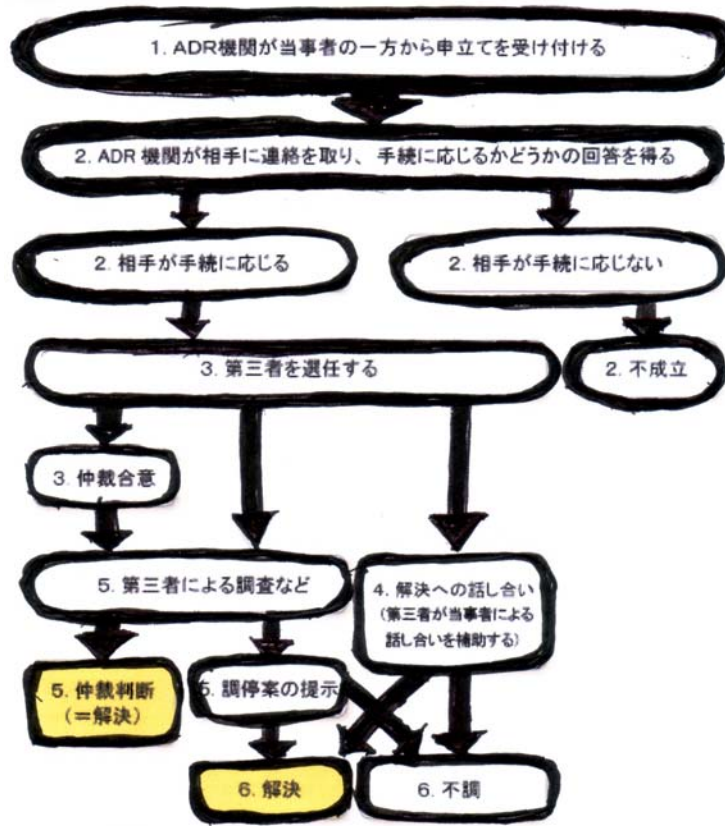 1. ADR機関が当事者の一方から申立てを受け付ける
2. ADR 機関が相手に連絡を取り、手続に応じるかどうかの回答を得る
2. 相手が手続に応じる
2. 相手が手続に応じない
3. 第三者を選任する
2. 不成立
3. 仲裁合意
5. 第三者による調査など
4. 解決への話し合い
(第三者が当事者による
話し合いを補助する)
5. 仲裁判断
(＝解決)
5. 調停案の提示
6. 解決
6. 不調